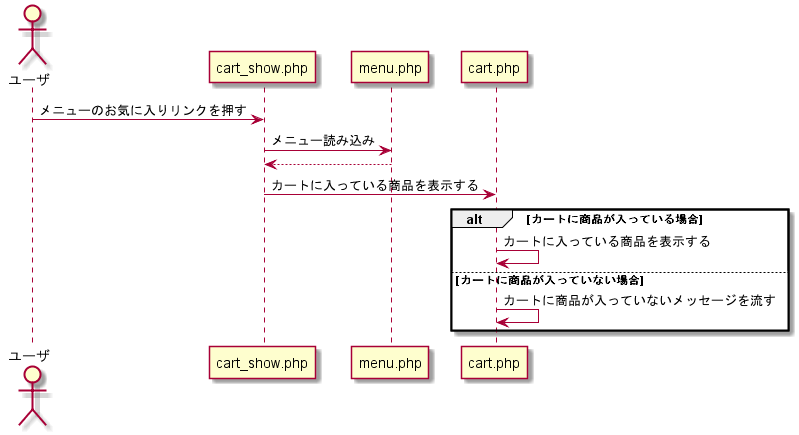 ユーザ
cart_show.php
menu.php
cart.php
メニューのお気に入りリンクを押す
メニュー読み込み
カートに入っている商品を表示する
alt
[カートに商品が入っている場合]
カートに入っている商品を表示する
[カートに商品が入っていない場合]
カートに商品が入っていないメッセージを流す
ユーザ
cart_show.php
menu.php
cart.php